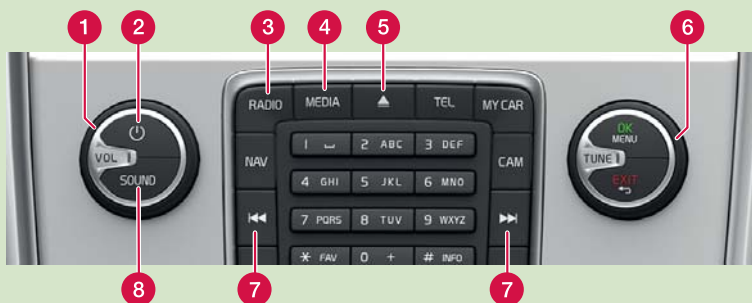 1 2 3 4 5 6
RADIO MEDIA TEL MY CAR
VOL
SOUND
NAV
1 2 ABC 3 DEF
CAM
4 GHI 5 JKL 6 MNO
7 PQRS 8 TUV 9 WXYZ
* FAV 0 + # INFO
OK
MENU
TUNE
EXIT
8 7 7